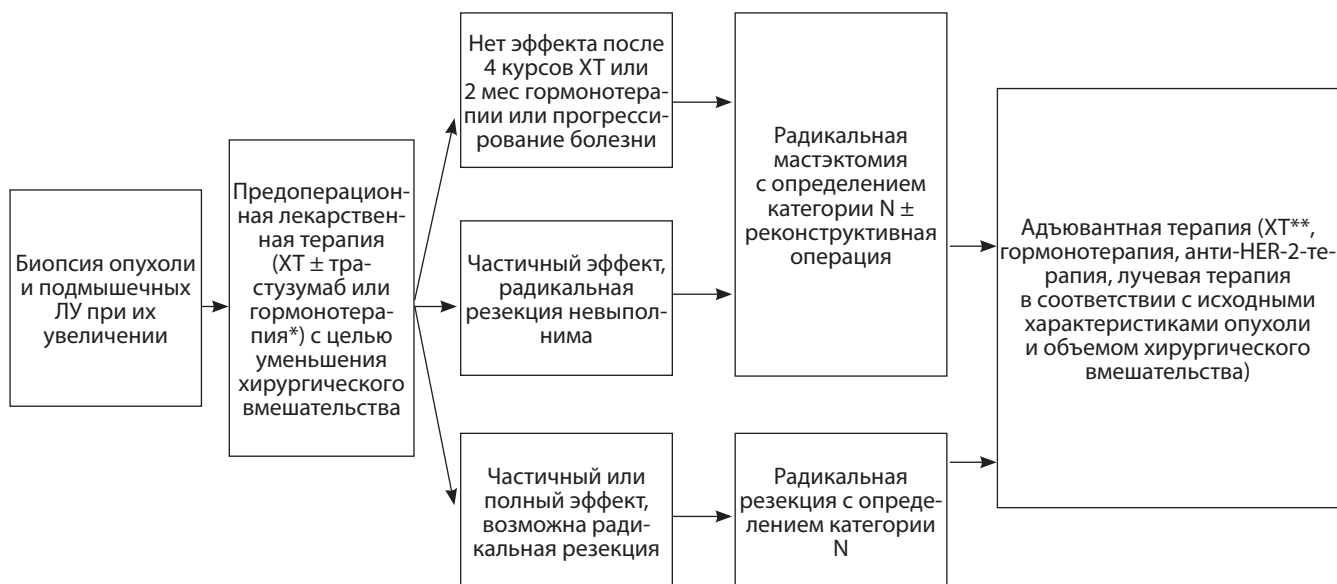 Биопсия опухоли
и подмышечных
ЛУ при их
увеличении
Предоперацион-
ная лекарствен-
ная терапия
(ХТ ± тра-
стузумаб или
гормонотера-
пия*) с целью
уменьшения
хирургического
вмешательства
Нет эффекта после
4 курсов ХТ или
2 мес гормонотера-
пии или прогресси-
рование болезни
Частичный эффект,
радикальная
резекция невыпол-
нима
Частичный или
полный эффект,
возможна ради-
кальная резекция
Радикальная
мастэктомия
с определением
категории N ±
реконструктивная
операция
Радикальная
резекция с опреде-
лением категории
N
Адъювантная терапия (ХТ**,
гормонотерапия, анти-HER-2-те-
рапия, лучевая терапия
в соответствии с исходными
характеристиками опухоли
и объемом хирургического
вмешательства)